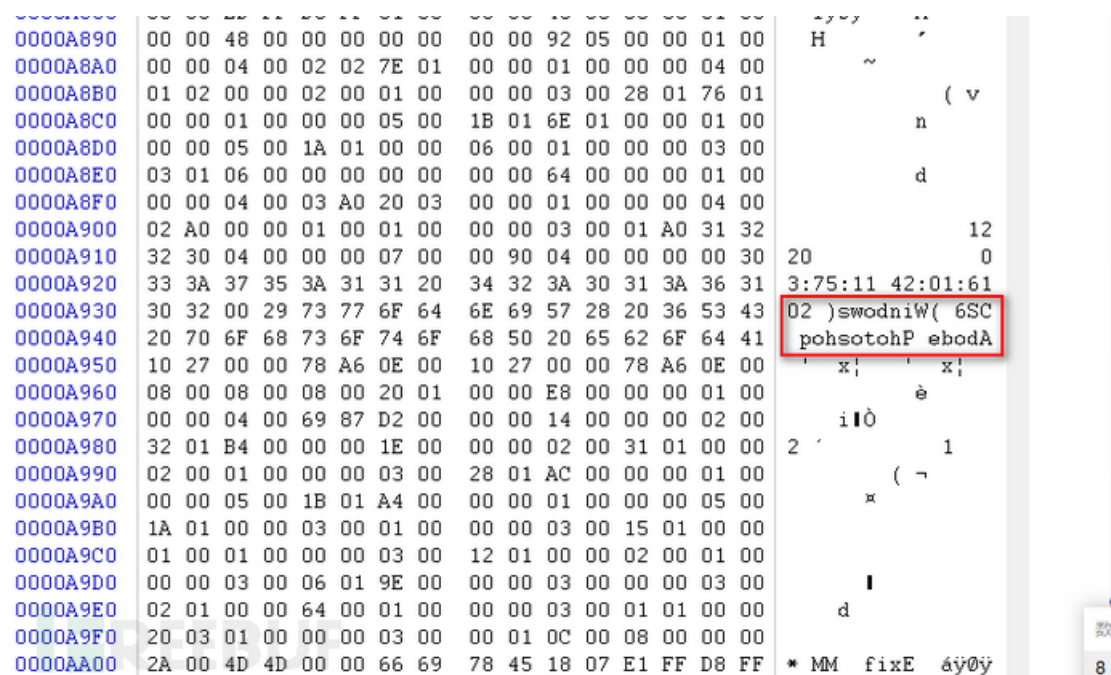 0000A890 00 00 48 00 00 00 00 00 00 00 92 05 00 00 01 00 H ´
0000A8A0 00 00 04 00 02 02 7E 01 00 00 01 00 00 00 04 00 ~
0000A8B0 01 02 00 00 02 00 01 00 00 00 03 00 28 01 76 01 ( v
0000A8C0 00 00 01 00 00 00 05 00 1B 01 6E 01 00 00 01 00 n
0000A8D0 00 00 05 00 1A 01 00 00 06 00 01 00 00 00 03 00
0000A8E0 03 01 06 00 00 00 00 00 00 00 64 00 00 00 01 00 d
0000A8F0 00 00 04 00 03 A0 20 03 00 00 01 00 00 00 04 00
0000A900 02 A0 00 00 01 00 01 00 00 00 03 00 01 A0 31 32 12
0000A910 32 30 04 00 00 00 07 00 00 90 04 00 00 00 00 30 20 0
0000A920 33 3A 37 35 3A 31 31 20 34 32 3A 30 31 3A 36 31 3:75:11 42:01:61
0000A930 30 32 00 29 73 77 6F 64 6E 69 57 28 20 36 53 43 02 )swodniW( 6SC
0000A940 20 70 6F 68 73 6F 74 6F 68 50 20 65 62 6F 64 41 pohsotohP ebodA
0000A950 10 27 00 00 78 A6 0E 00 10 27 00 00 78 A6 0E 00 ' x¦ ' x¦
0000A960 08 00 08 00 08 00 20 01 00 00 E8 00 00 00 01 00 è
0000A970 00 00 04 00 69 87 D2 00 00 00 14 00 00 00 02 00 i Ò
0000A980 32 01 B4 00 00 00 1E 00 00 00 02 00 31 01 00 00 2 ´ 1
0000A990 02 00 01 00 00 00 03 00 28 01 AC 00 00 00 01 00 ( ¬
0000A9A0 00 00 05 00 1B 01 A4 00 00 00 01 00 00 00 05 00 ¤
0000A9B0 1A 01 00 00 03 00 01 00 00 00 03 00 15 01 00 00
0000A9C0 01 00 01 00 00 00 03 00 12 01 00 00 02 00 01 00
0000A9D0 00 00 03 00 06 01 9E 00 00 00 03 00 00 00 03 00
0000A9E0 02 01 00 00 64 00 01 00 00 00 03 00 01 01 00 00 d
0000A9F0 20 03 01 00 00 00 03 00 00 01 0C 00 08 00 00 00
0000AA00 2A 00 4D 4D 00 00 66 69 78 45 18 07 E1 FF D8 FF * MM fixE áÿØÿ
REEBUF
数
8